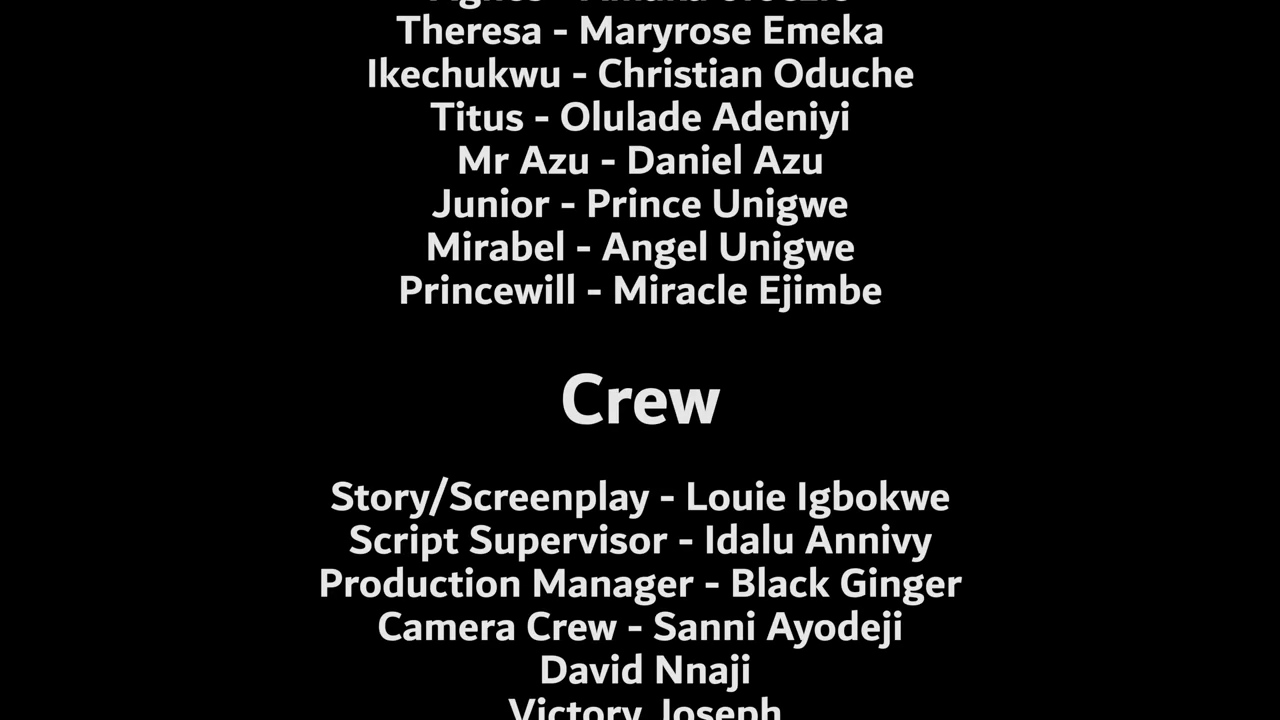 Theresa - Maryrose Emeka
Ikechukwu - Christian Oduche
Titus - Olulade Adeniyi
Mr Azu - Daniel Azu
Junior - Prince Unigwe
Mirabel - Angel Unigwe
Princewill - Miracle Ejimbe
Crew
Story/Screenplay - Louie Igbokwe
Script Supervisor - Idalu Annivy
Production Manager - Black Ginger
Camera Crew - Sanni Ayodeji
David Nnaji
Victory Joseph